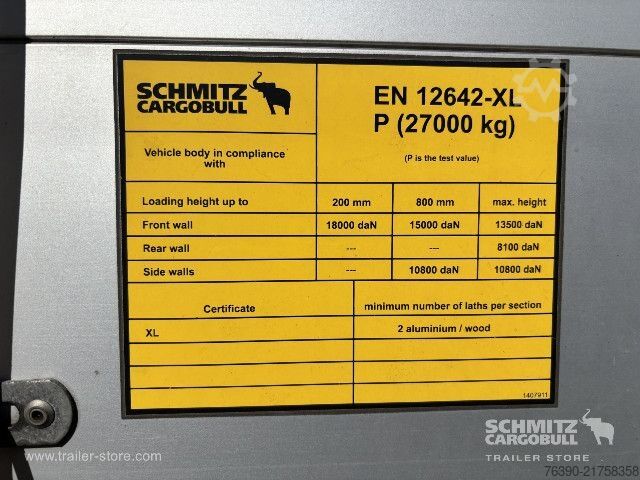 SCHMITZ
CARGOBULL
EN 12642-XL
P (27000 kg)
Vehicle body in compliance
with
(P is the test value)
Loading height up to 200 mm 800 mm max. height
Front wall 18000 daN 15000 daN 13500 daN
Rear wall --- --- 8100 daN
Side walls --- 10800 daN 10800 daN
Certificate minimum number of laths per section
XL 2 aluminium / wood
1407911
SCHMITZ
CARGOBULL
TRAILER STORE
www.trailer-store.com
76390-21758358